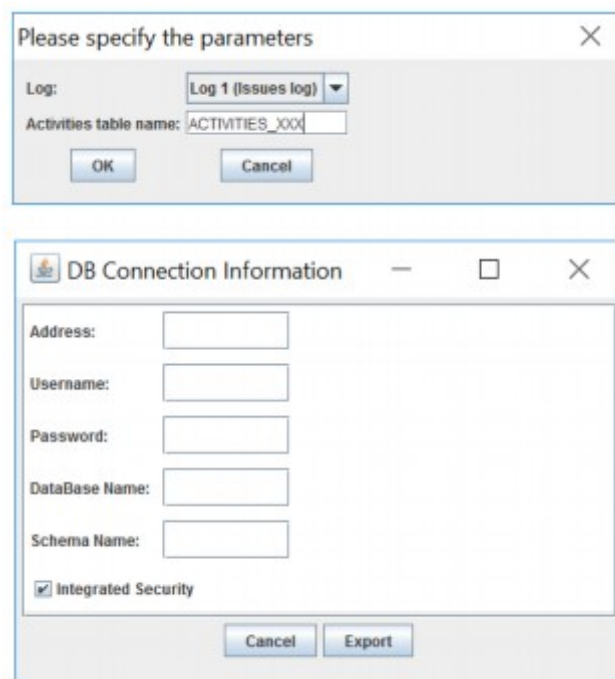 Please specify the parameters
Log: Log 1 (Issues log)
Activities table name: ACTIVITIES_XXX
OK Cancel
DB Connection Information
Address:
Username:
Password:
DataBase Name:
Schema Name:
Integrated Security
Cancel Export